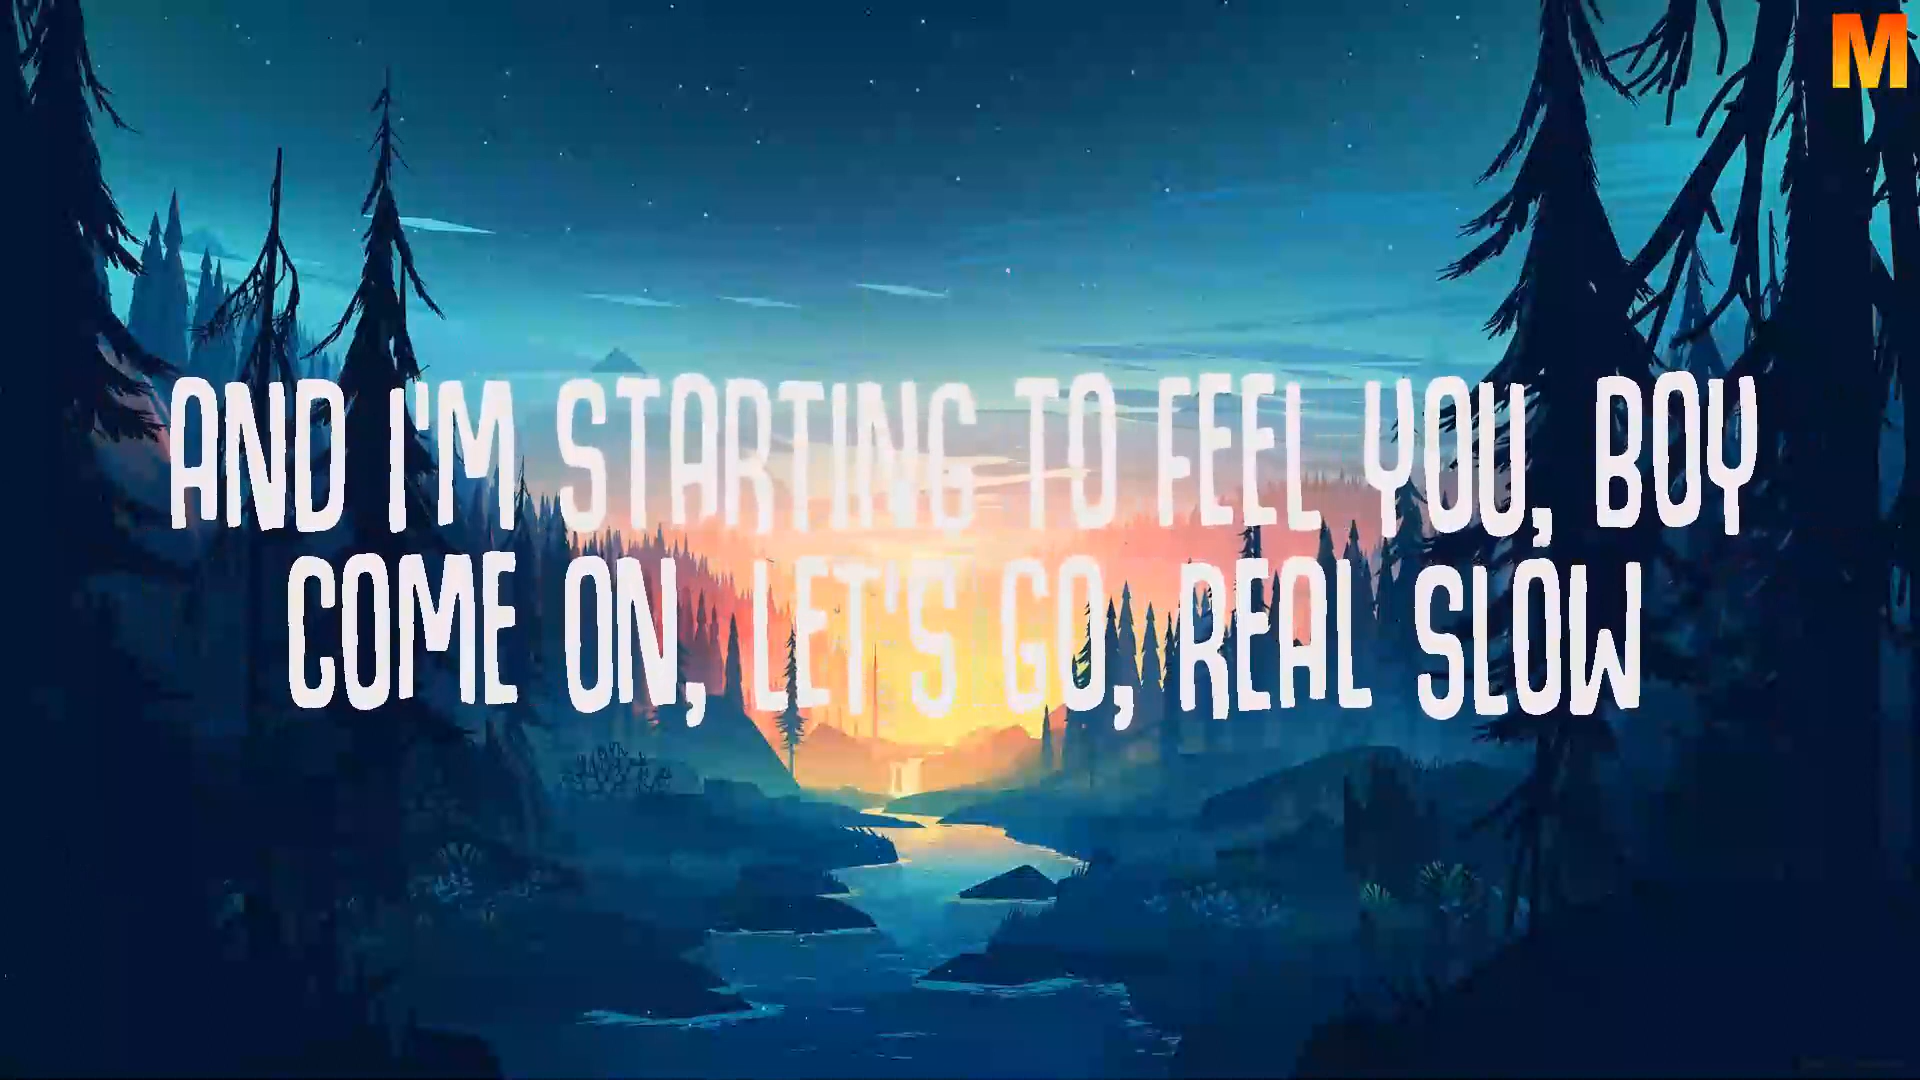 M
AND I'M STARTING TO FEEL YOU, BOY
COME ON, LET'S GO, REAL SLOW